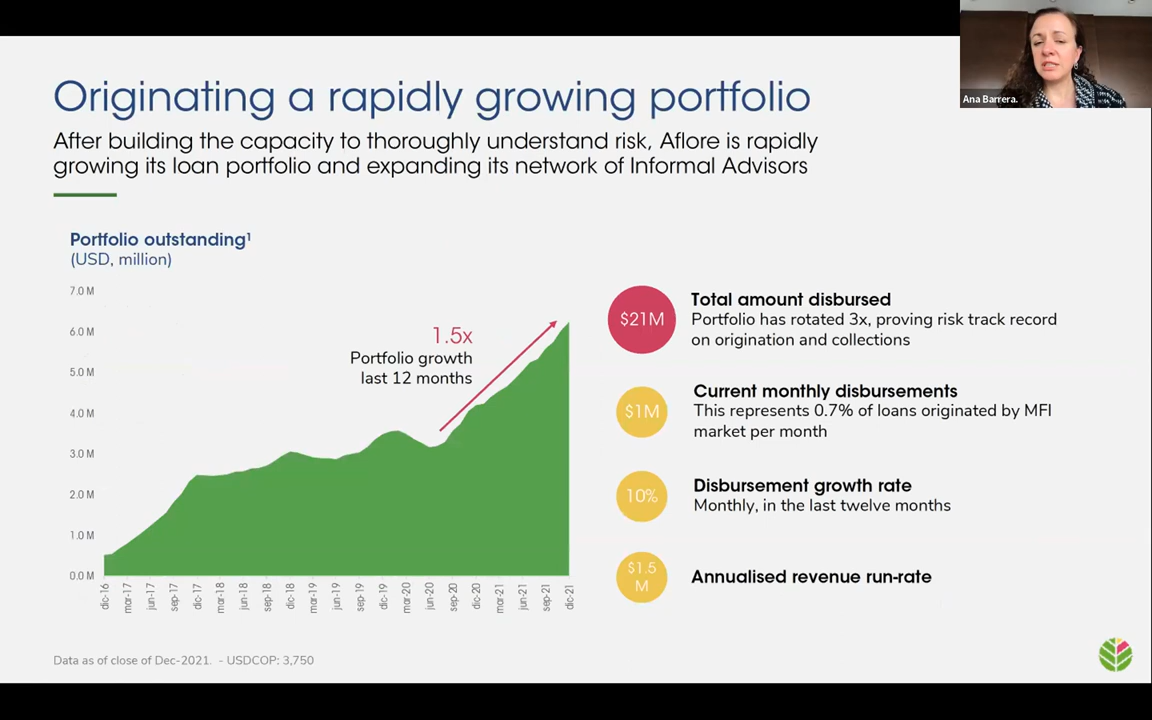 Ana Barrera.
Originating a rapidly growing portfolio
After building the capacity to thoroughly understand risk, Aflore is rapidly
growing its loan portfolio and expanding its network of Informal Advisors
Portfolio outstanding¹
(USD, million)
7.0 M
6.0 M
5.0 M
4.0 M
3.0 M
2.0 M
1.0 M
0.0 M
1.5x
Portfolio growth
last 12 months
dic-16
mar-17
jun-17
sep-17
dic-17
mar-18
jun-18
sep-18
dic-18
mar-19
jun-19
sep-19
dic-19
mar-20
jun-20
sep-20
dic-20
mar-21
jun-21
sep-21
dic-21
$21M
Total amount disbursed
Portfolio has rotated 3x, proving risk track record
on origination and collections
$1M
Current monthly disbursements
This represents 0.7% of loans originated by MFI
market per month
10%
Disbursement growth rate
Monthly, in the last twelve months
$1.5
M
Annualised revenue run-rate
Data as of close of Dec-2021. - USDCOP: 3,750